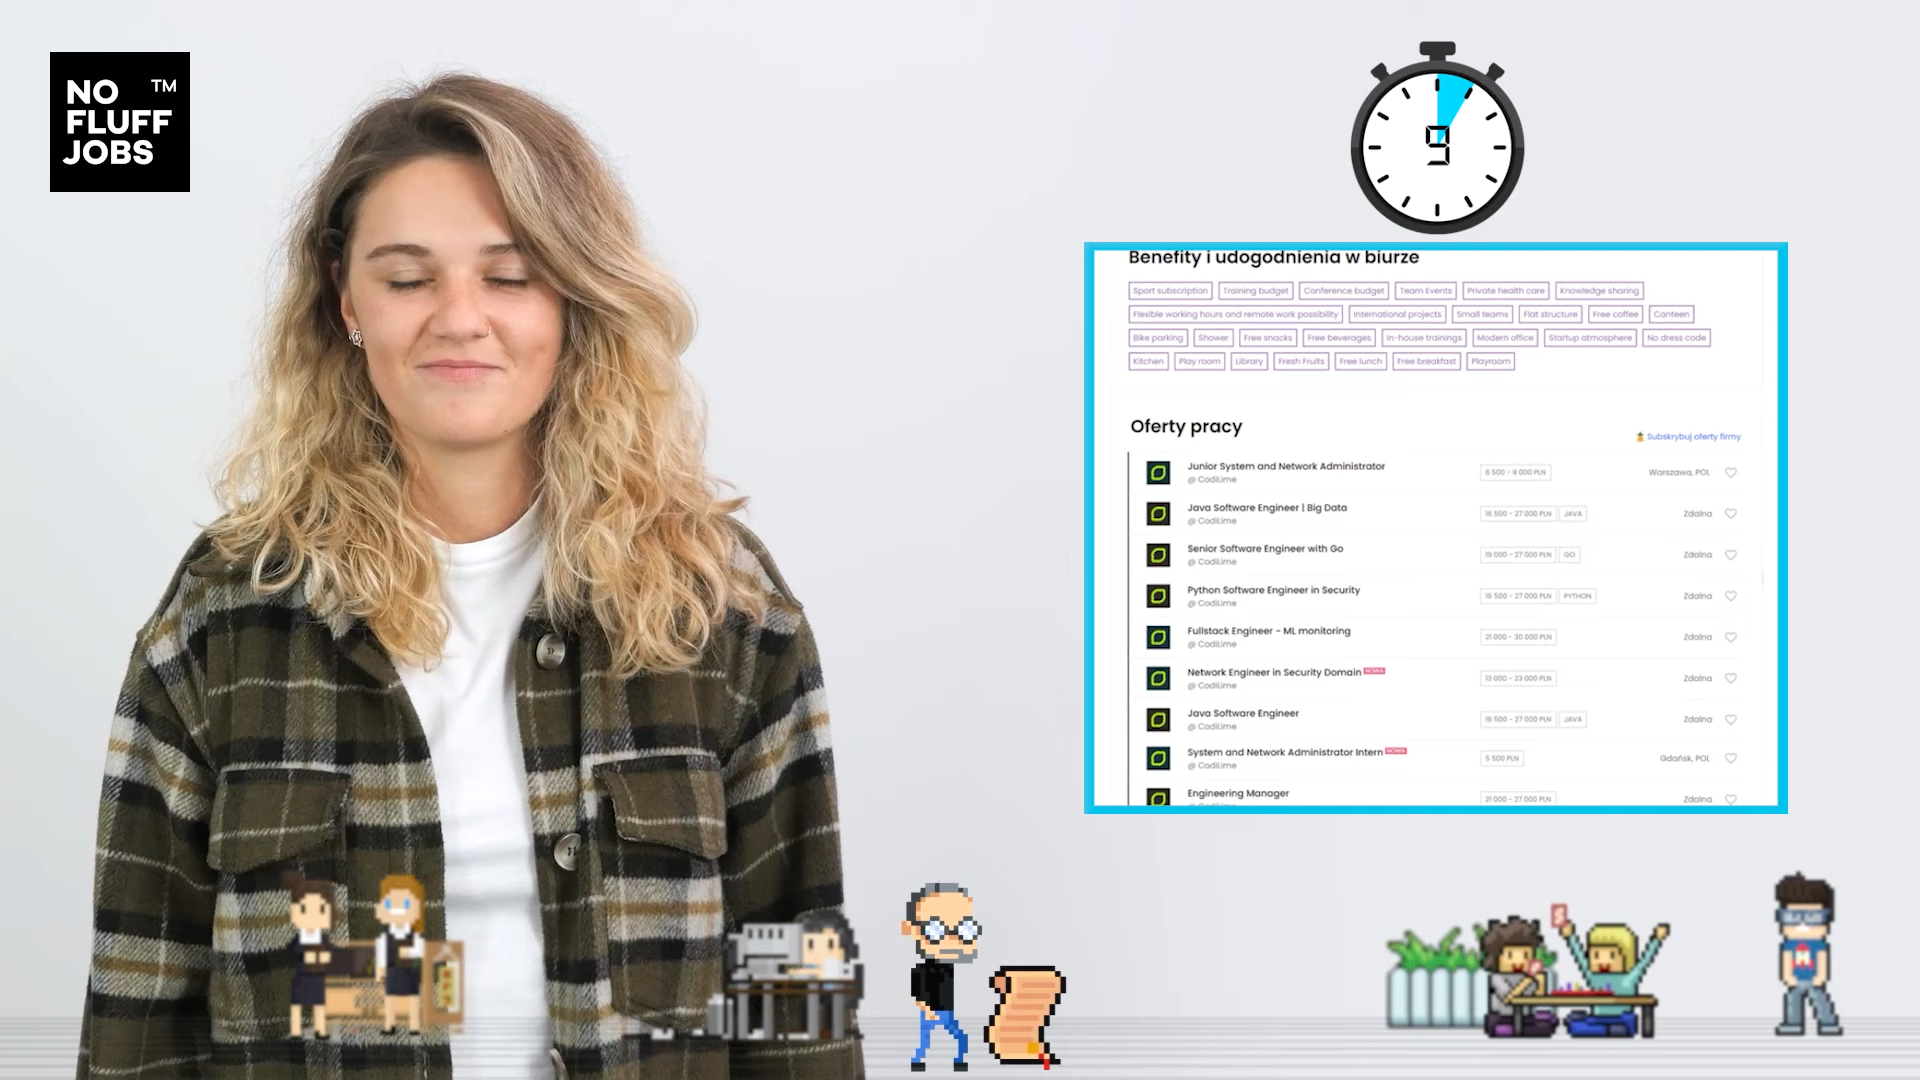 NO TM
FLUFF
JOBS
9
Benefity i udogodnienia w biurze
Sport subscription Training budget Conference budget Team Events Private health care Knowledge sharing
Flexible working hours and remote work possibility International projects Small teams Flat structure Free coffee Canteen
Bike parking Shower Free snacks Free beverages In-house trainings Modern office Startup atmosphere No dress code
Kitchen Play room Library Fresh Fruits Free lunch Free breakfast Playroom
Oferty pracy
Subskrybuj oferty firmy
Junior System and Network Administrator 6 500 - 9 000 PLN Warszawa, POL
@ CodiLime
Java Software Engineer | Big Data 16 500 - 27 000 PLN JAVA Zdalna
@ CodiLime
Senior Software Engineer with Go 19 000 - 27 000 PLN GO Zdalna
@ CodiLime
Python Software Engineer in Security 16 500 - 27 000 PLN PYTHON Zdalna
@ CodiLime
Fullstack Engineer - ML monitoring 21 000 - 30 000 PLN Zdalna
@ CodiLime
Network Engineer in Security Domain NOWA 13 000 - 23 000 PLN Zdalna
@ CodiLime
Java Software Engineer 16 500 - 27 000 PLN JAVA Zdalna
@ CodiLime
System and Network Administrator Intern NOWA 5 500 PLN Gdańsk, POL
@ CodiLime
Engineering Manager 21 000 - 27 000 PLN Zdalna